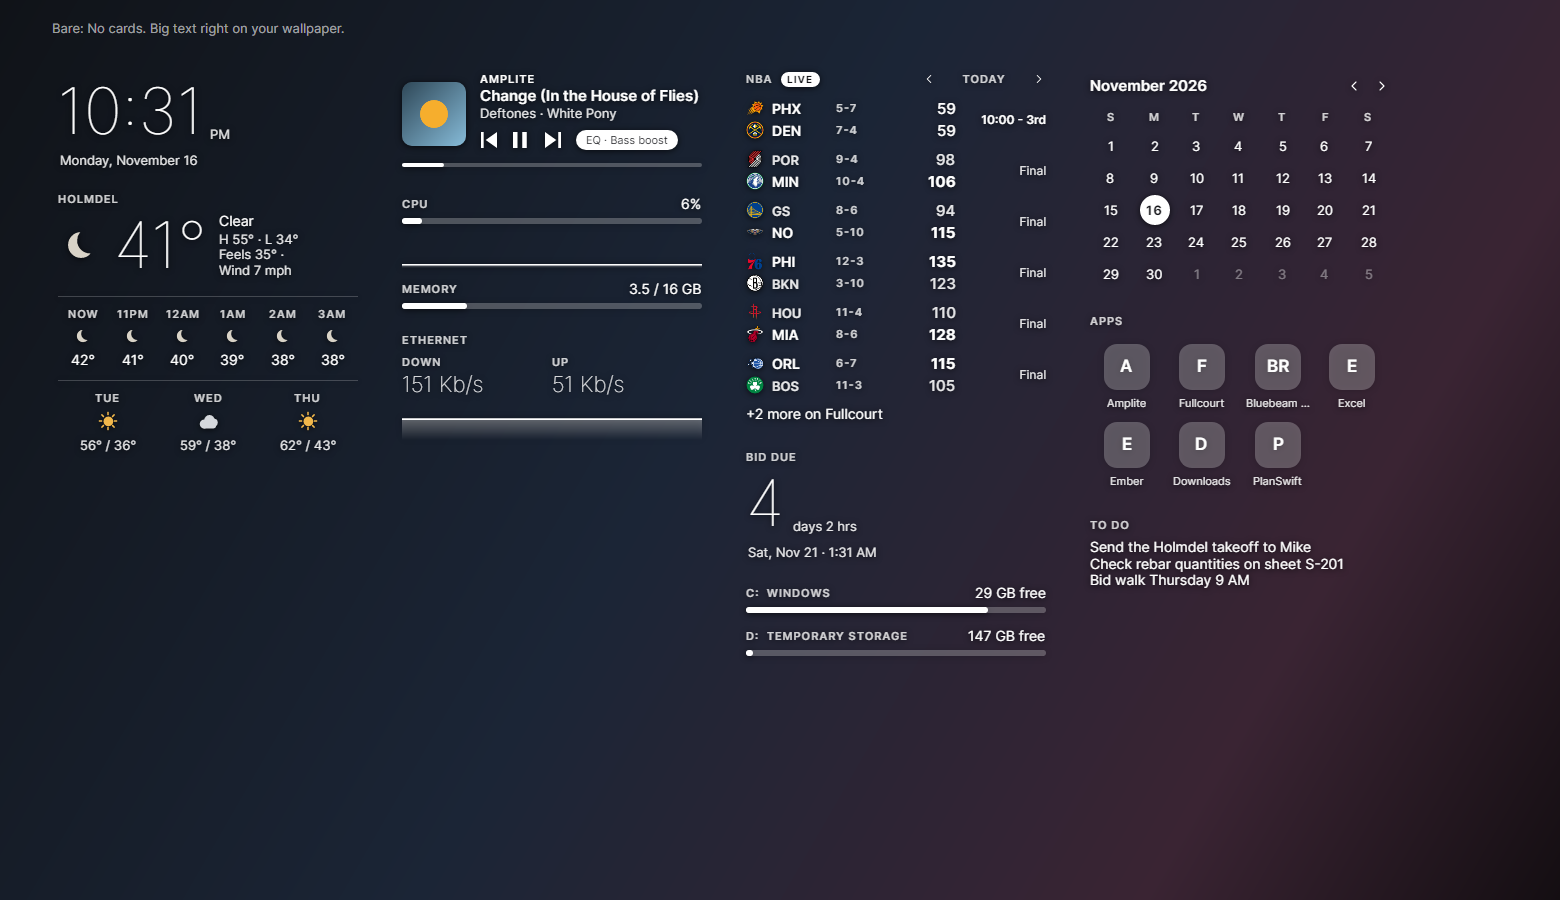 Bare: No cards. Big text right on your wallpaper.
10:31 PM
Monday, November 16
HOLMDEL
41°
Clear
H 55° · L 34°
Feels 35° ·
Wind 7 mph
NOW 11PM 12AM 1AM 2AM 3AM
42° 41° 40° 39° 38° 38°
TUE WED THU
56° / 36° 59° / 38° 62° / 43°
AMPLITE
Change (In the House of Flies)
Deftones · White Pony
EQ · Bass boost
CPU 6%
MEMORY 3.5 / 16 GB
ETHERNET
DOWN UP
151 Kb/s 51 Kb/s
NBA LIVE TODAY
PHX 5-7 59
10:00 - 3rd
DEN 7-4 59
POR 9-4 98
Final
MIN 10-4 106
GS 8-6 94
Final
NO 5-10 115
PHI 12-3 135
Final
BKN 3-10 123
HOU 11-4 110
Final
MIA 8-6 128
ORL 6-7 115
Final
BOS 11-3 105
+2 more on Fullcourt
BID DUE
4 days 2 hrs
Sat, Nov 21 · 1:31 AM
C: WINDOWS 29 GB free
D: TEMPORARY STORAGE 147 GB free
November 2026
S M T W T F S
1 2 3 4 5 6 7
8 9 10 11 12 13 14
15 16 17 18 19 20 21
22 23 24 25 26 27 28
29 30 1 2 3 4 5
APPS
A F BR E
Amplite Fullcourt Bluebeam ... Excel
E D P
Ember Downloads PlanSwift
TO DO
Send the Holmdel takeoff to Mike
Check rebar quantities on sheet S-201
Bid walk Thursday 9 AM